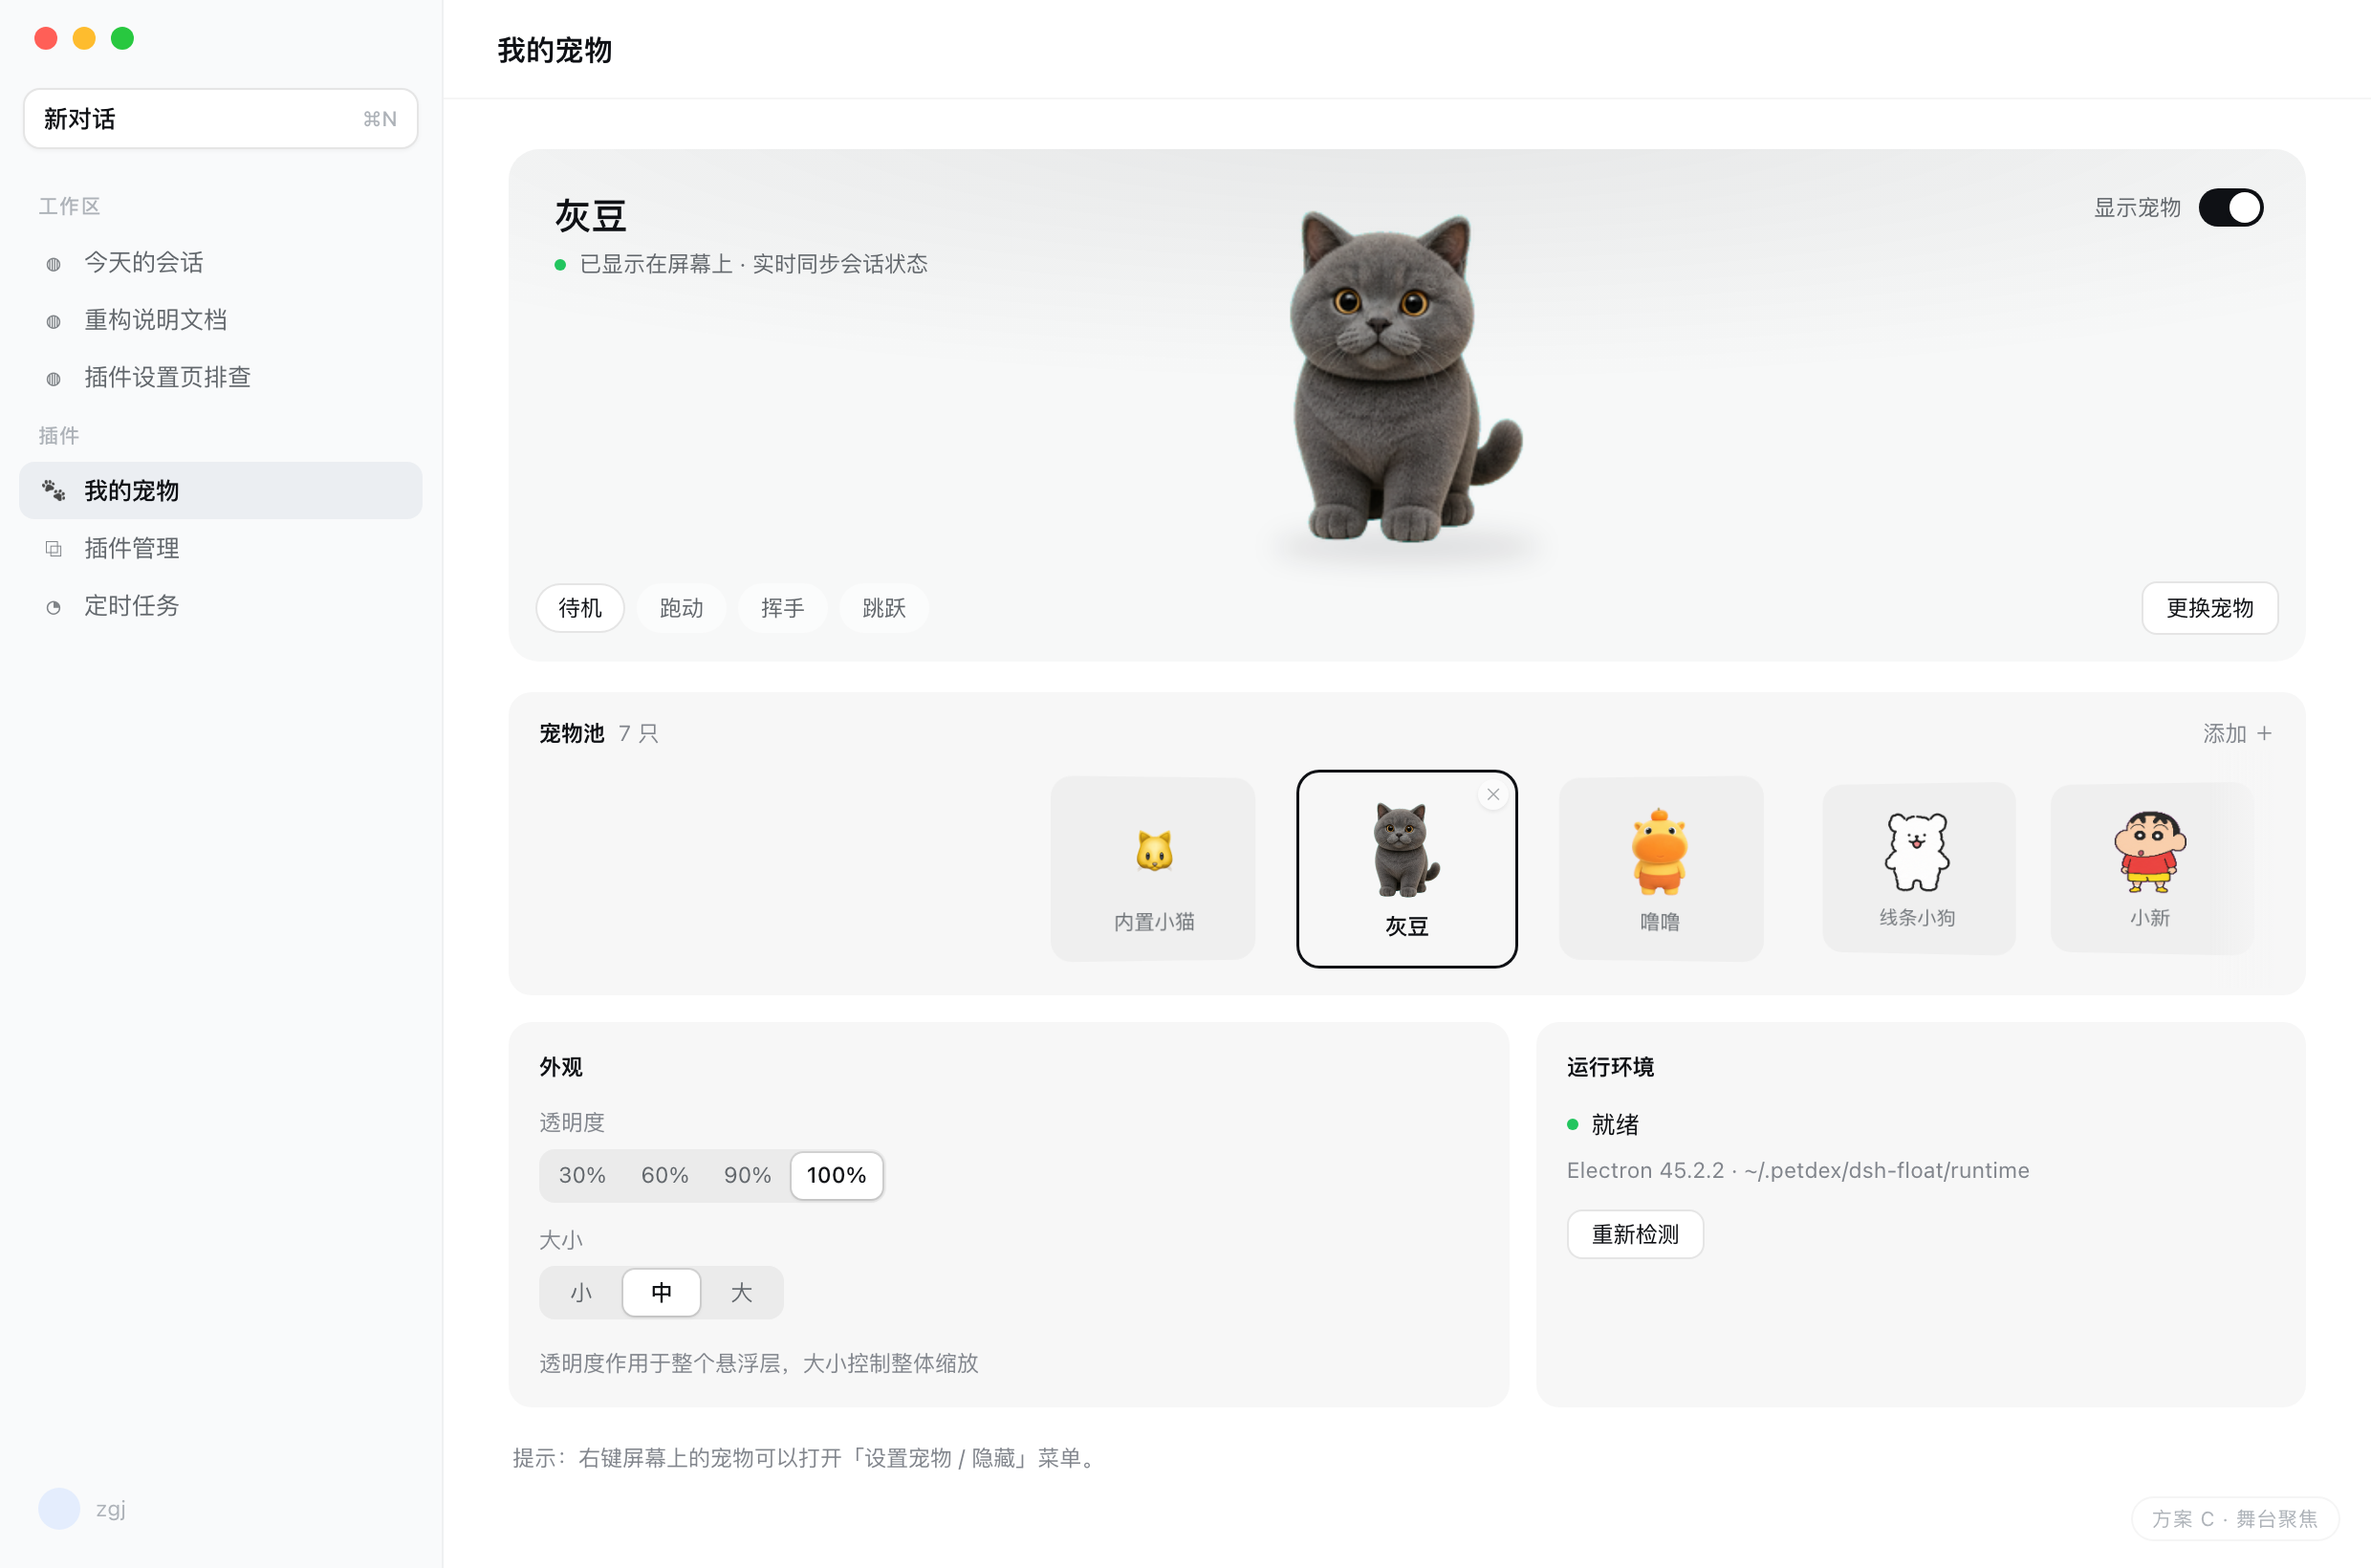 我的宠物
新对话 ⌘N
工作区
今天的会话
重构说明文档
插件设置页排查
插件
我的宠物
插件管理
定时任务
zgj
灰豆
显示宠物
已显示在屏幕上 · 实时同步会话状态
待机 跑动 挥手 跳跃
更换宠物
宠物池 7 只
添加 +
内置小猫 灰豆 噜噜 线条小狗 小新
外观
透明度
30% 60% 90% 100%
大小
小 中 大
透明度作用于整个悬浮层，大小控制整体缩放
运行环境
就绪
Electron 45.2.2 · ~/.petdex/dsh-float/runtime
重新检测
提示：右键屏幕上的宠物可以打开「设置宠物 / 隐藏」菜单。
方案 C · 舞台聚焦